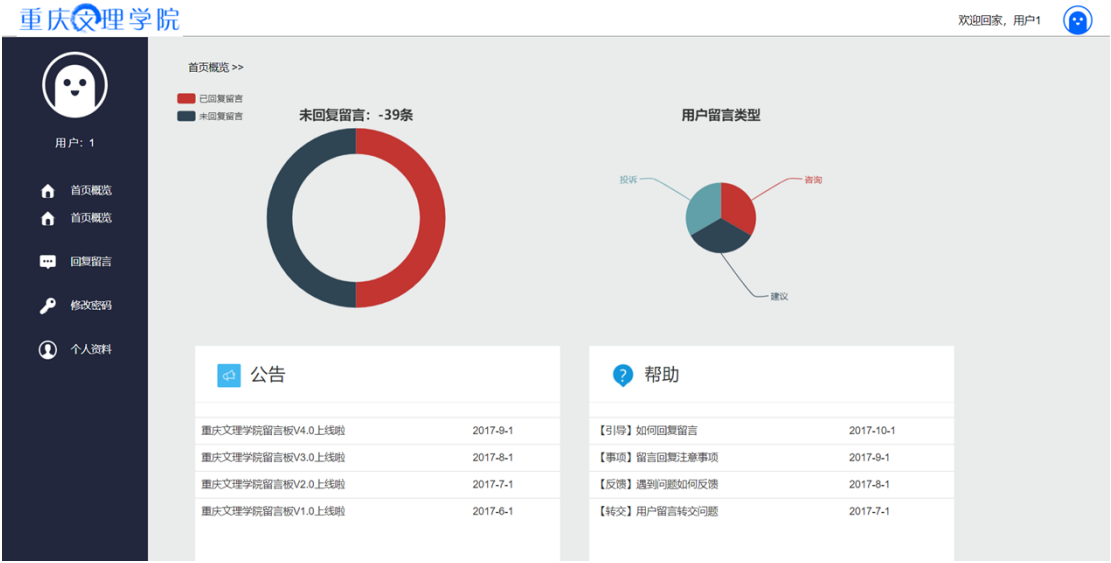 重庆文理学院
欢迎回家，用户1
用户：1
首页概览
首页概览
回复留言
修改密码
个人资料
首页概览 >>
已回复留言
未回复留言
未回复留言：-39条
用户留言类型
投诉
咨询
建议
公告
重庆文理学院留言板V4.0上线啦 2017-9-1
重庆文理学院留言板V3.0上线啦 2017-8-1
重庆文理学院留言板V2.0上线啦 2017-7-1
重庆文理学院留言板V1.0上线啦 2017-6-1
帮助
【引导】如何回复留言 2017-10-1
【事项】留言回复注意事项 2017-9-1
【反馈】遇到问题如何反馈 2017-8-1
【转交】用户留言转交问题 2017-7-1